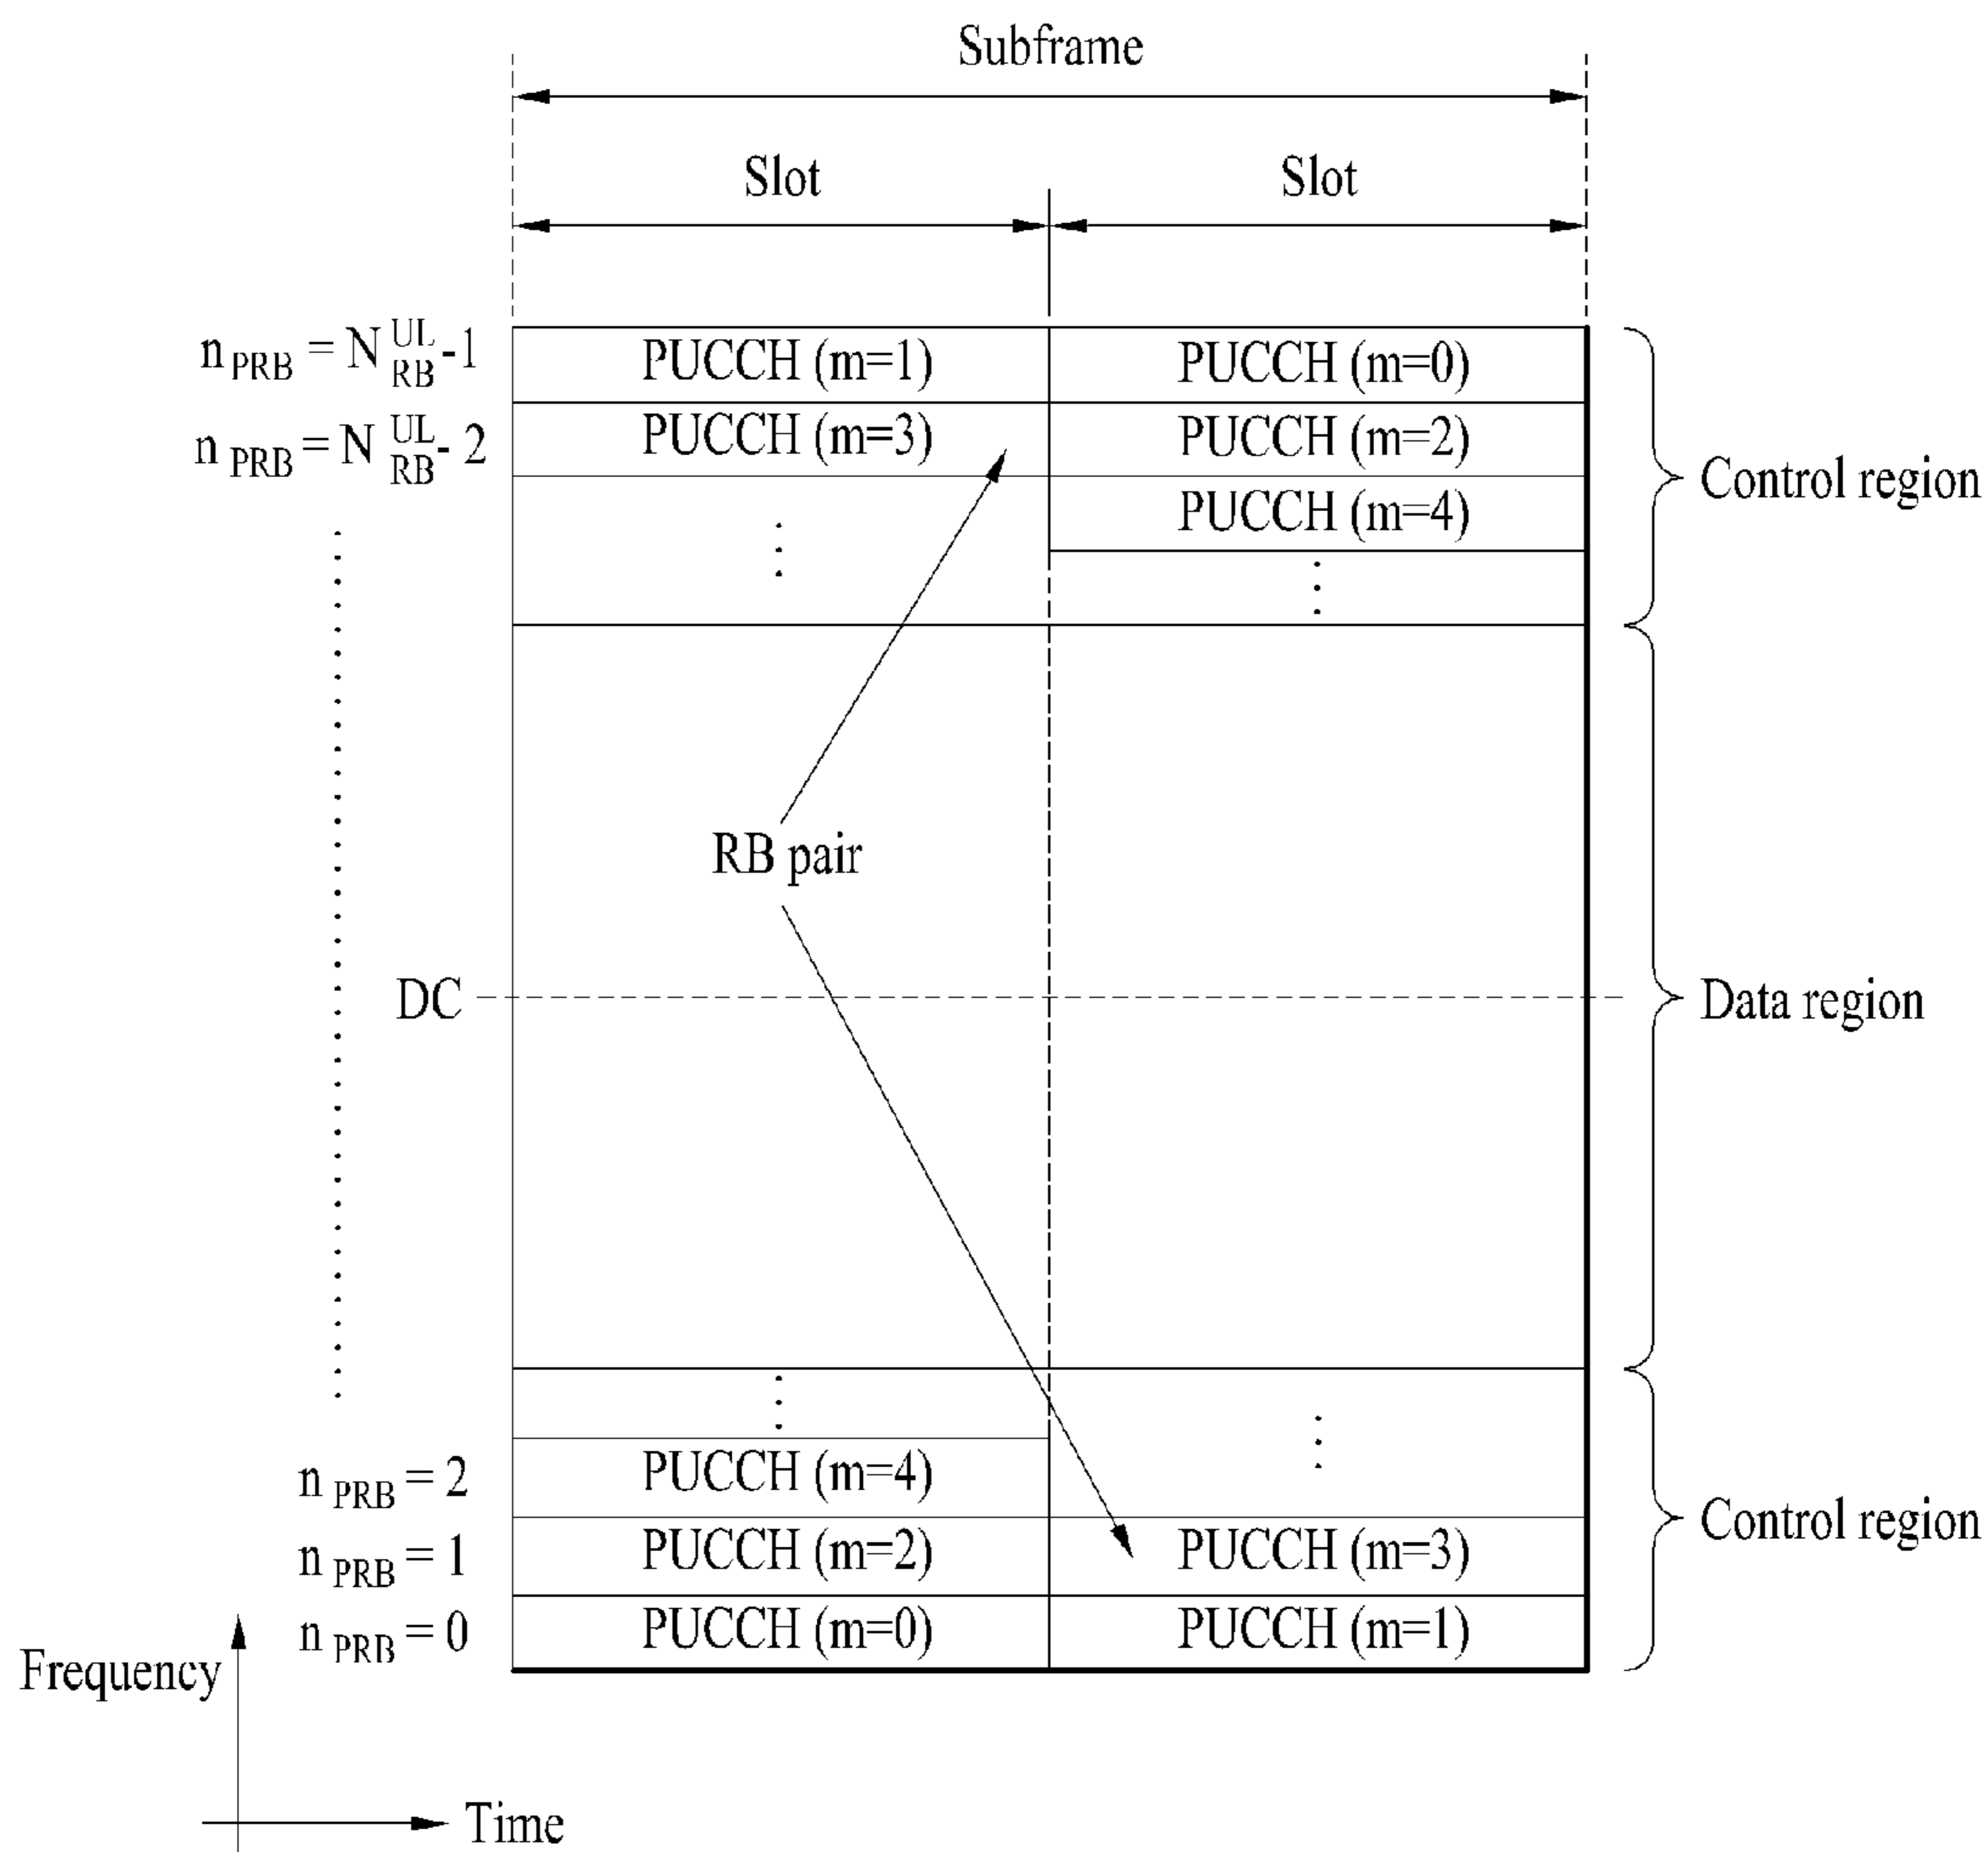 Subframe
Slot Slot
n PRB = N UL RB -1 PUCCH (m=1) PUCCH (m=0)
n PRB = N UL RB - 2 PUCCH (m=3) PUCCH (m=2)
Control region
PUCCH (m=4)
RB pair
DC
Data region
n PRB = 2 PUCCH (m=4)
Control region
n PRB = 1 PUCCH (m=2) PUCCH (m=3)
n PRB = 0 PUCCH (m=0) PUCCH (m=1)
Frequency
Time